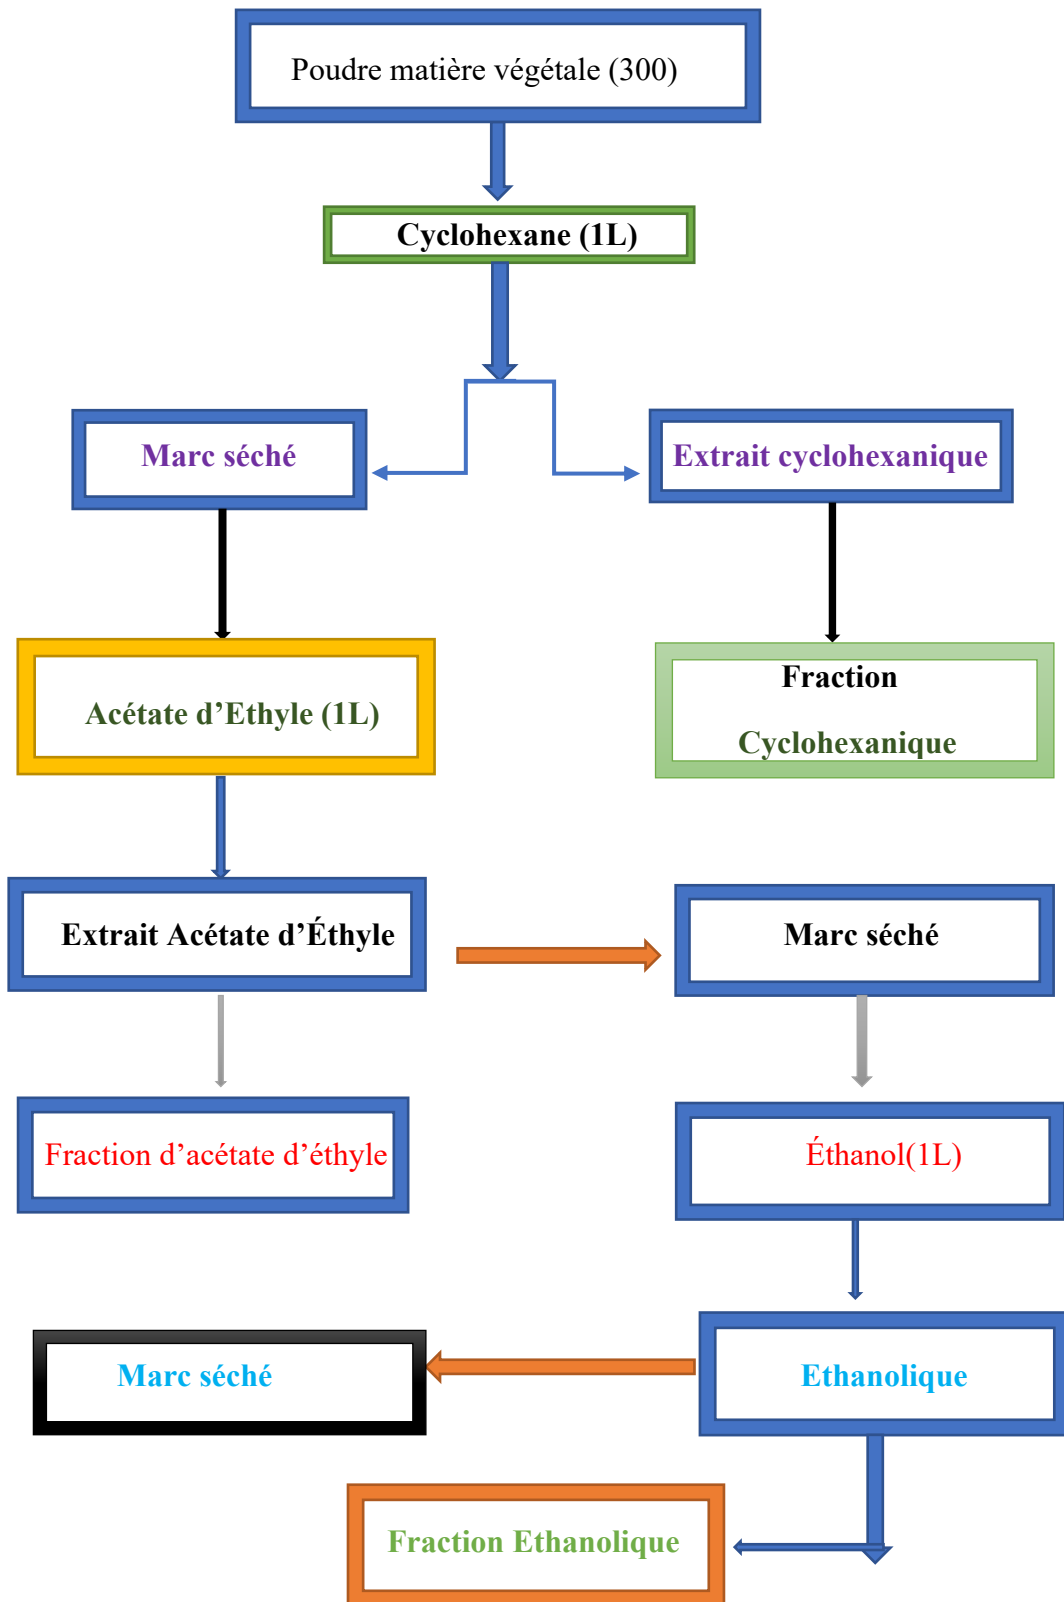 Poudre matière végétale (300)
Cyclohexane (1L)
Marc séché
Extrait cyclohexanique
Acétate d’Ethyle (1L)
Fraction
Cyclohexanique
Extrait Acétate d’Éthyle
Marc séché
Fraction d’acétate d’éthyle
Éthanol(1L)
Marc séché
Ethanolique
Fraction Ethanolique